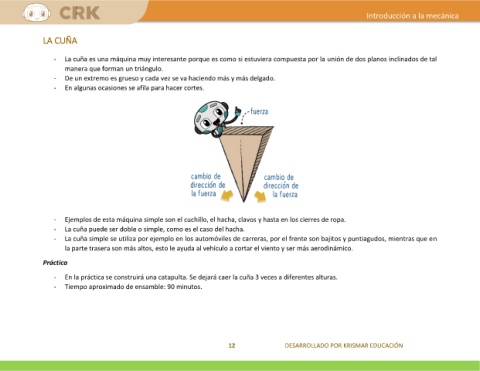 CRK
Introducción a la mecánica
LA CUÑA
- La cuña es una máquina muy interesante porque es como si estuviera compuesta por la unión de dos planos inclinados de tal
manera que forman un triángulo.
- De un extremo es grueso y cada vez se va haciendo más y más delgado.
- En algunas ocasiones se afila para hacer cortes.
fuerza
cambio de
dirección de
la fuerza
cambio de
dirección de
la fuerza
- Ejemplos de esta máquina simple son el cuchillo, el hacha, clavos y hasta en los cierres de ropa.
- La cuña puede ser doble o simple, como es el caso del hacha.
- La cuña simple se utiliza por ejemplo en los automóviles de carreras, por el frente son bajitos y puntiagudos, mientras que en
la parte trasera son más altos, esto le ayuda al vehículo a cortar el viento y ser más aerodinámico.
Práctica
- En la práctica se construirá una catapulta. Se dejará caer la cuña 3 veces a diferentes alturas.
- Tiempo aproximado de ensamble: 90 minutos.
12 DESARROLLADO POR KRISMAR EDUCACIÓN